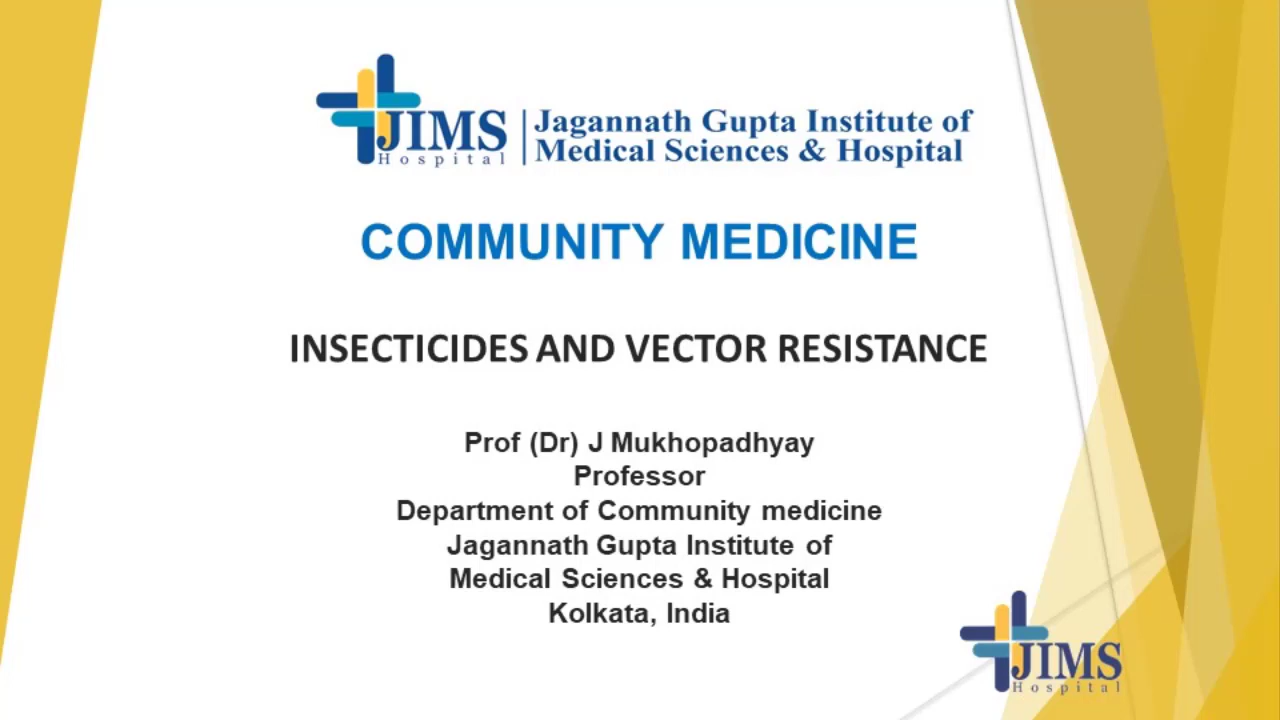 JIMS
Hospital
Jagannath Gupta Institute of
Medical Sciences & Hospital
COMMUNITY MEDICINE
INSECTICIDES AND VECTOR RESISTANCE
Prof (Dr) J Mukhopadhyay
Professor
Department of Community medicine
Jagannath Gupta Institute of
Medical Sciences & Hospital
Kolkata, India
JIMS
Hospital